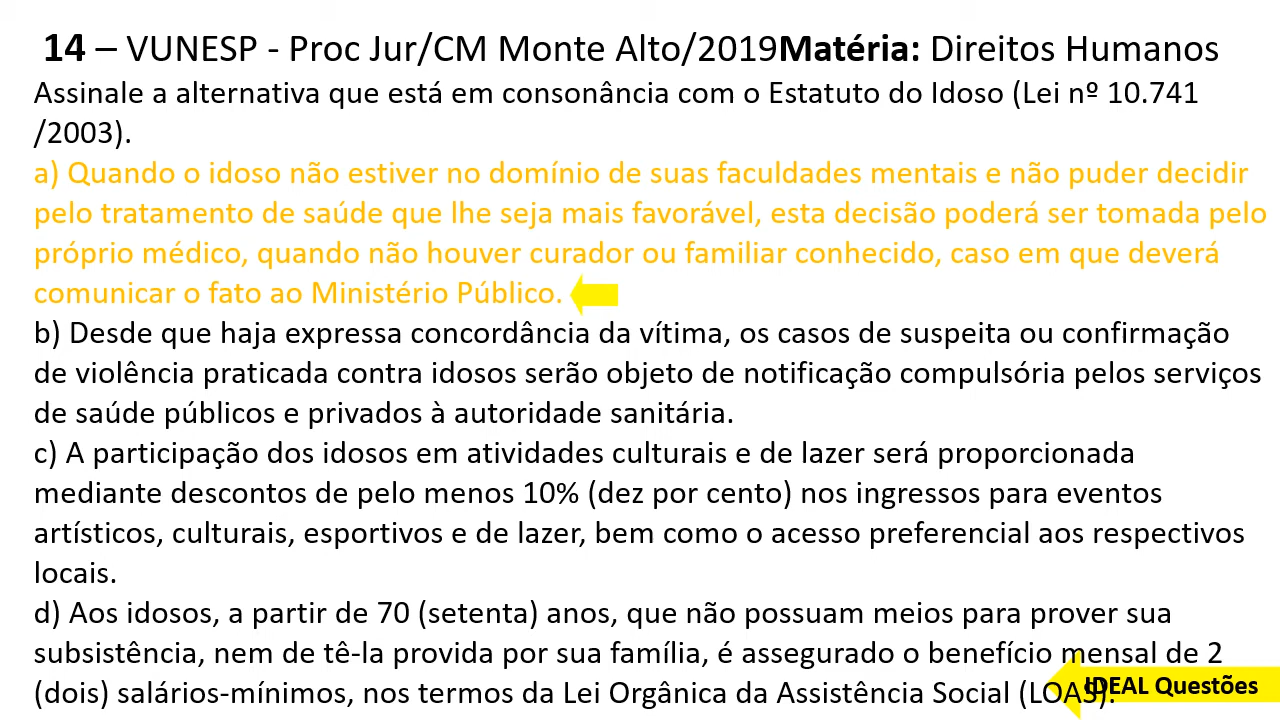 14 – VUNESP - Proc Jur/CM Monte Alto/2019Matéria: Direitos Humanos
Assinale a alternativa que está em consonância com o Estatuto do Idoso (Lei nº 10.741
/2003).
a) Quando o idoso não estiver no domínio de suas faculdades mentais e não puder decidir
pelo tratamento de saúde que lhe seja mais favorável, esta decisão poderá ser tomada pelo
próprio médico, quando não houver curador ou familiar conhecido, caso em que deverá
comunicar o fato ao Ministério Público.
b) Desde que haja expressa concordância da vítima, os casos de suspeita ou confirmação
de violência praticada contra idosos serão objeto de notificação compulsória pelos serviços
de saúde públicos e privados à autoridade sanitária.
c) A participação dos idosos em atividades culturais e de lazer será proporcionada
mediante descontos de pelo menos 10% (dez por cento) nos ingressos para eventos
artísticos, culturais, esportivos e de lazer, bem como o acesso preferencial aos respectivos
locais.
d) Aos idosos, a partir de 70 (setenta) anos, que não possuam meios para prover sua
subsistência, nem de tê-la provida por sua família, é assegurado o benefício mensal de 2
(dois) salários-mínimos, nos termos da Lei Orgânica da Assistência Social (LOAS).
IDEAL Questões